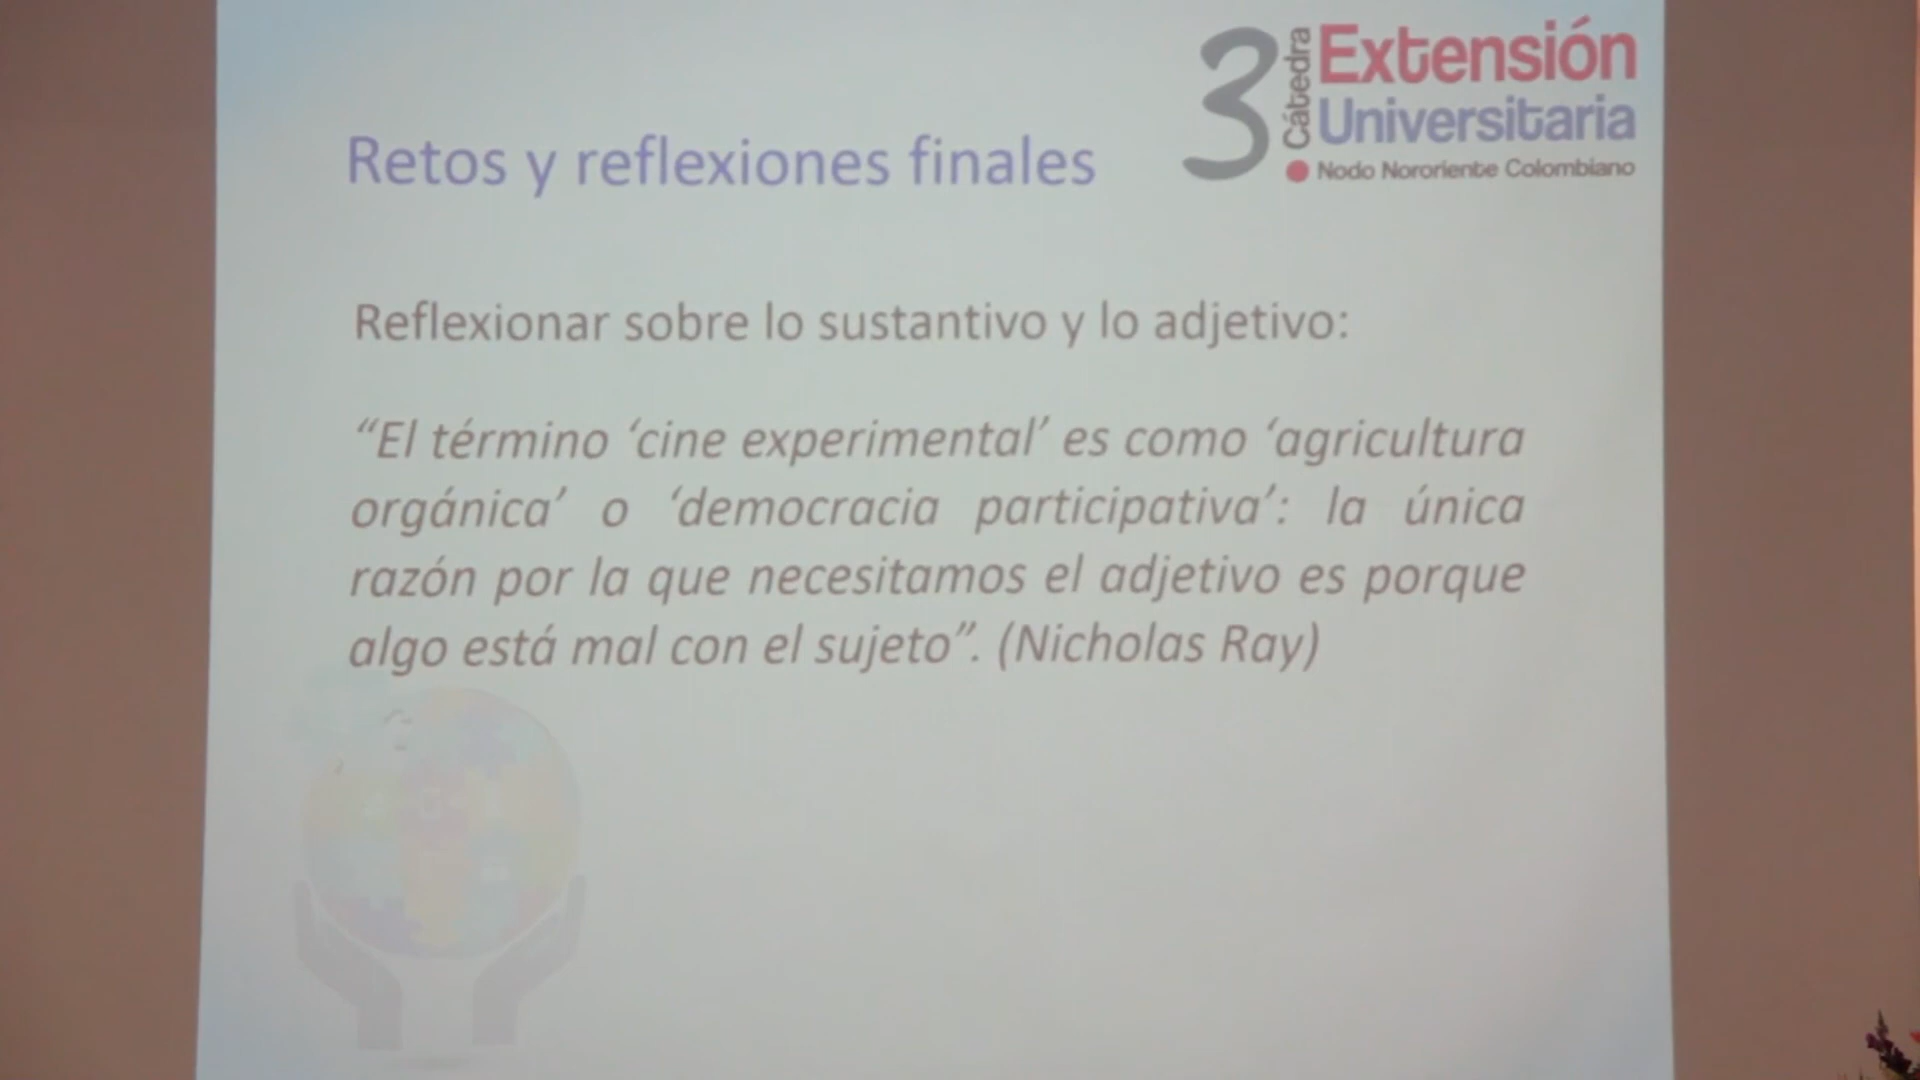 3 Cátedra
Extensión
Universitaria
Nodo Nororiente Colombiano
Retos y reflexiones finales
Reflexionar sobre lo sustantivo y lo adjetivo:
“El término ‘cine experimental’ es como ‘agricultura
orgánica’ o ‘democracia participativa’: la única
razón por la que necesitamos el adjetivo es porque
algo está mal con el sujeto”. (Nicholas Ray)